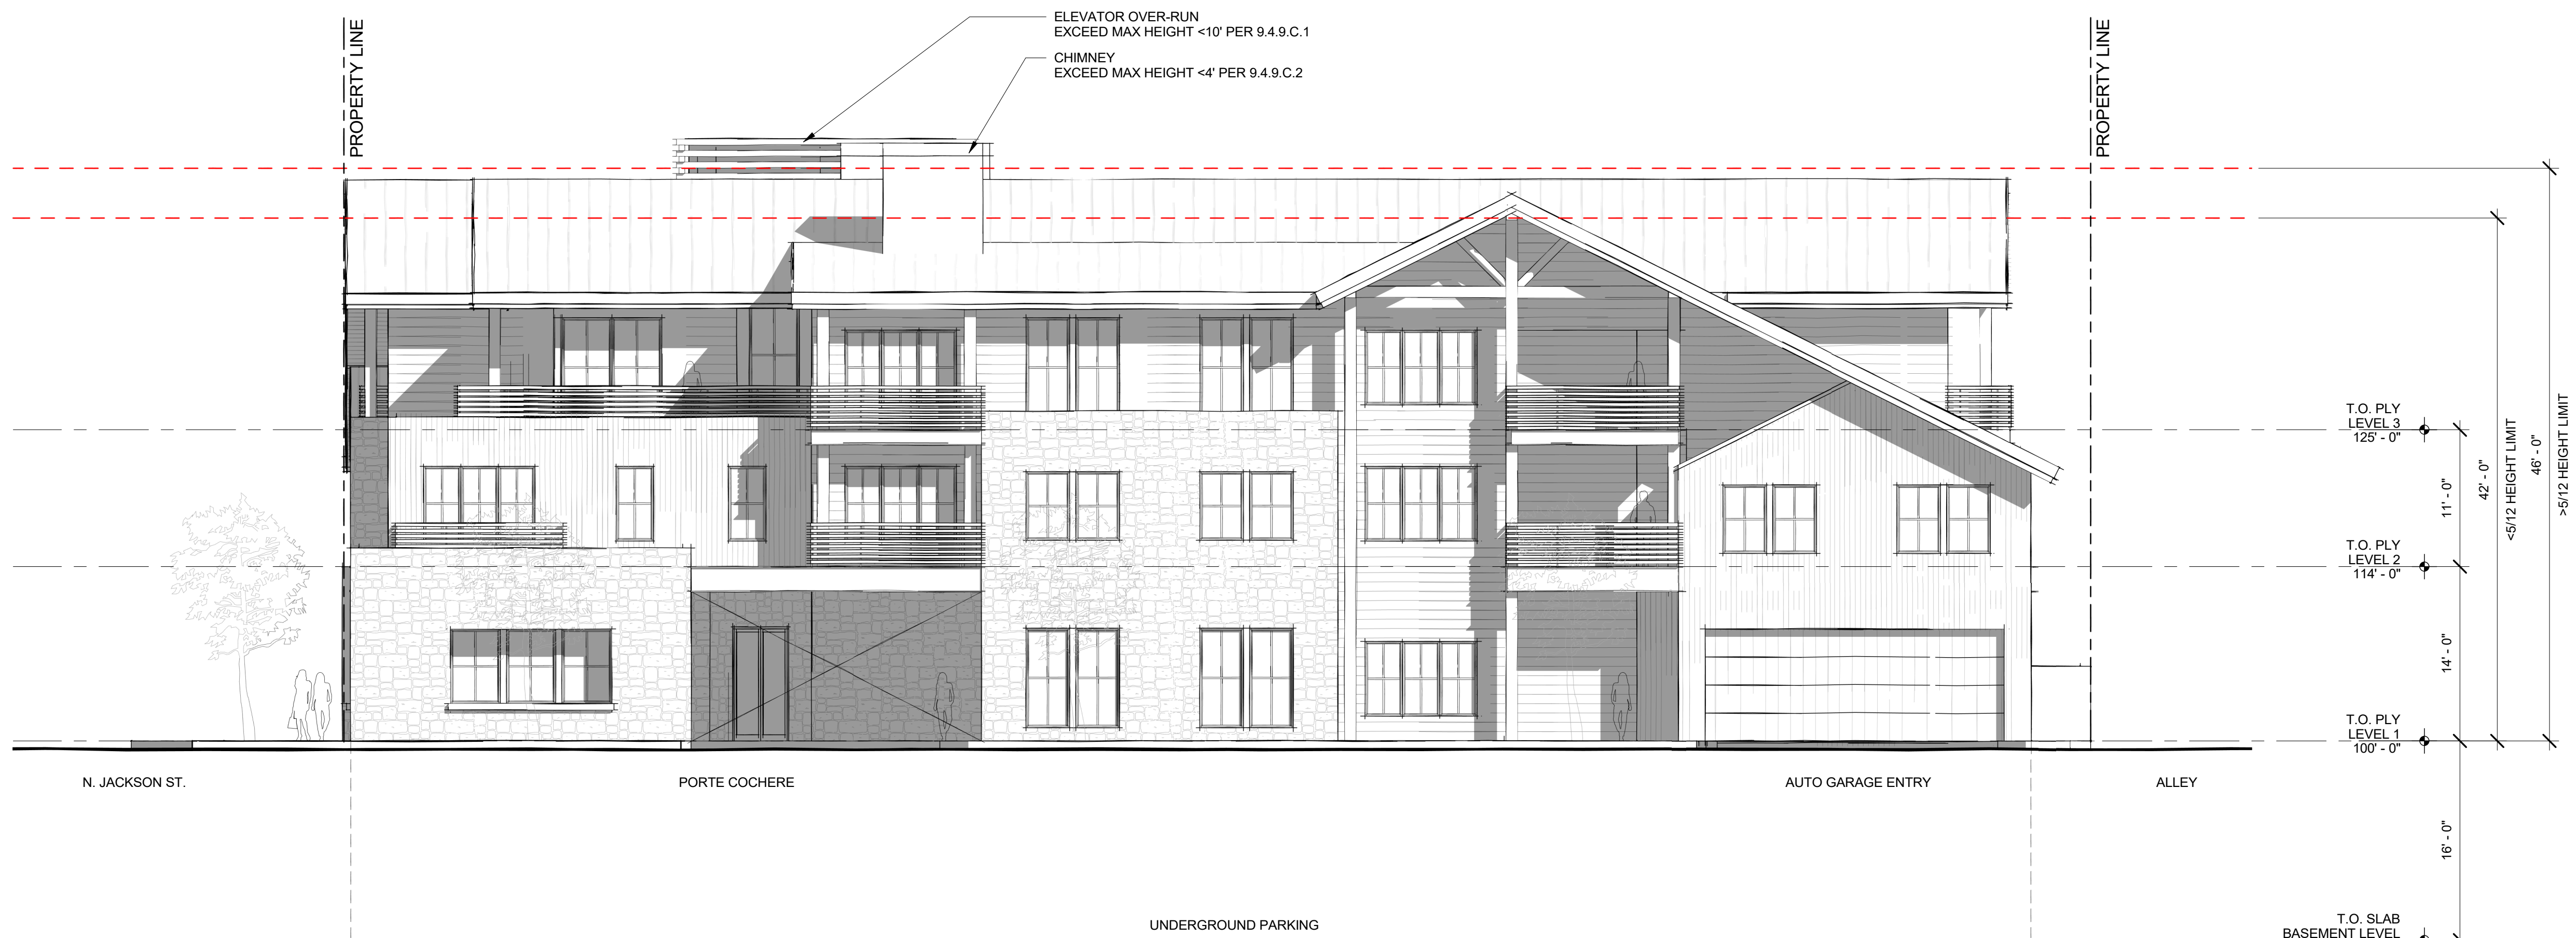 ELEVATOR OVER-RUN
EXCEED MAX HEIGHT <10' PER 9.4.9.C.1
CHIMNEY
EXCEED MAX HEIGHT <4' PER 9.4.9.C.2
PROPERTY LINE
PROPERTY LINE
T.O. PLY
LEVEL 3
125' - 0"
T.O. PLY
LEVEL 2
114' - 0"
T.O. PLY
LEVEL 1
100' - 0"
11' - 0"
14' - 0"
16' - 0"
42' - 0"
<5/12 HEIGHT LIMIT
46' - 0"
>5/12 HEIGHT LIMIT
N. JACKSON ST.
PORTE COCHERE
AUTO GARAGE ENTRY
ALLEY
UNDERGROUND PARKING
T.O. SLAB
BASEMENT LEVEL